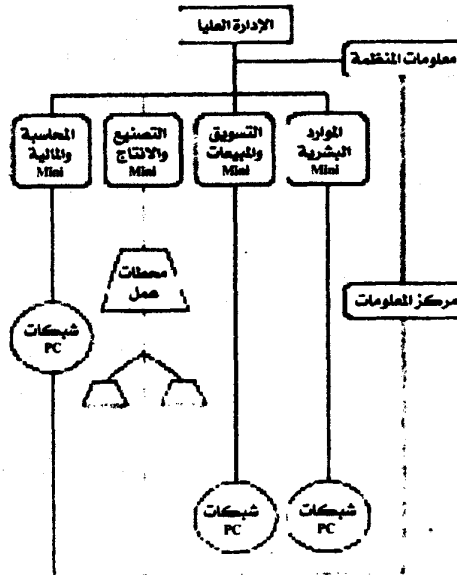 الإدارة العليا
معلومات المنظمة
الموارد
البشرية
Mini
التسويق
والمبيعات
Mini
التصنيع
والانتاج
Mini
المحاسبة
والمالية
Mini
محطات
عمل
مركز المعلومات
شبكات
PC
شبكات
PC
شبكات
PC